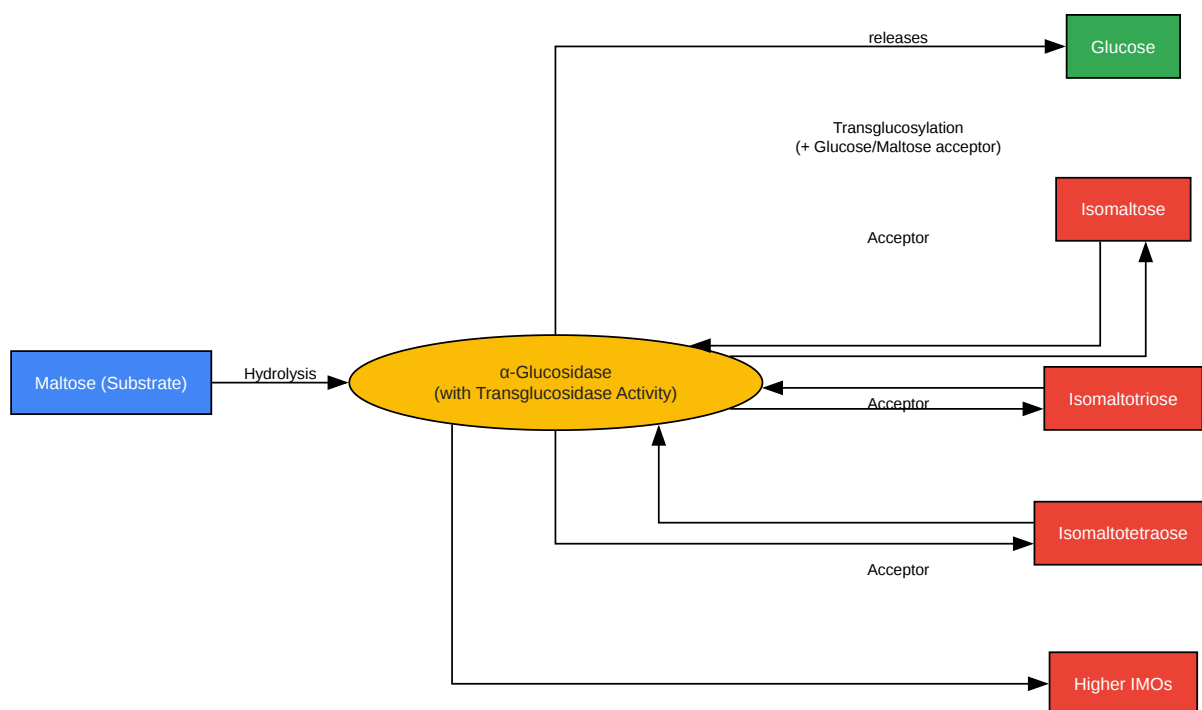 releases
Glucose
Transglucosylation
(+ Glucose/Maltose acceptor)
Isomaltose
Acceptor
Maltose (Substrate)
Hydrolysis
α-Glucosidase
(with Transglucosidase Activity)
Acceptor
Isomaltotriose
Isomaltotetraose
Acceptor
Higher IMOs